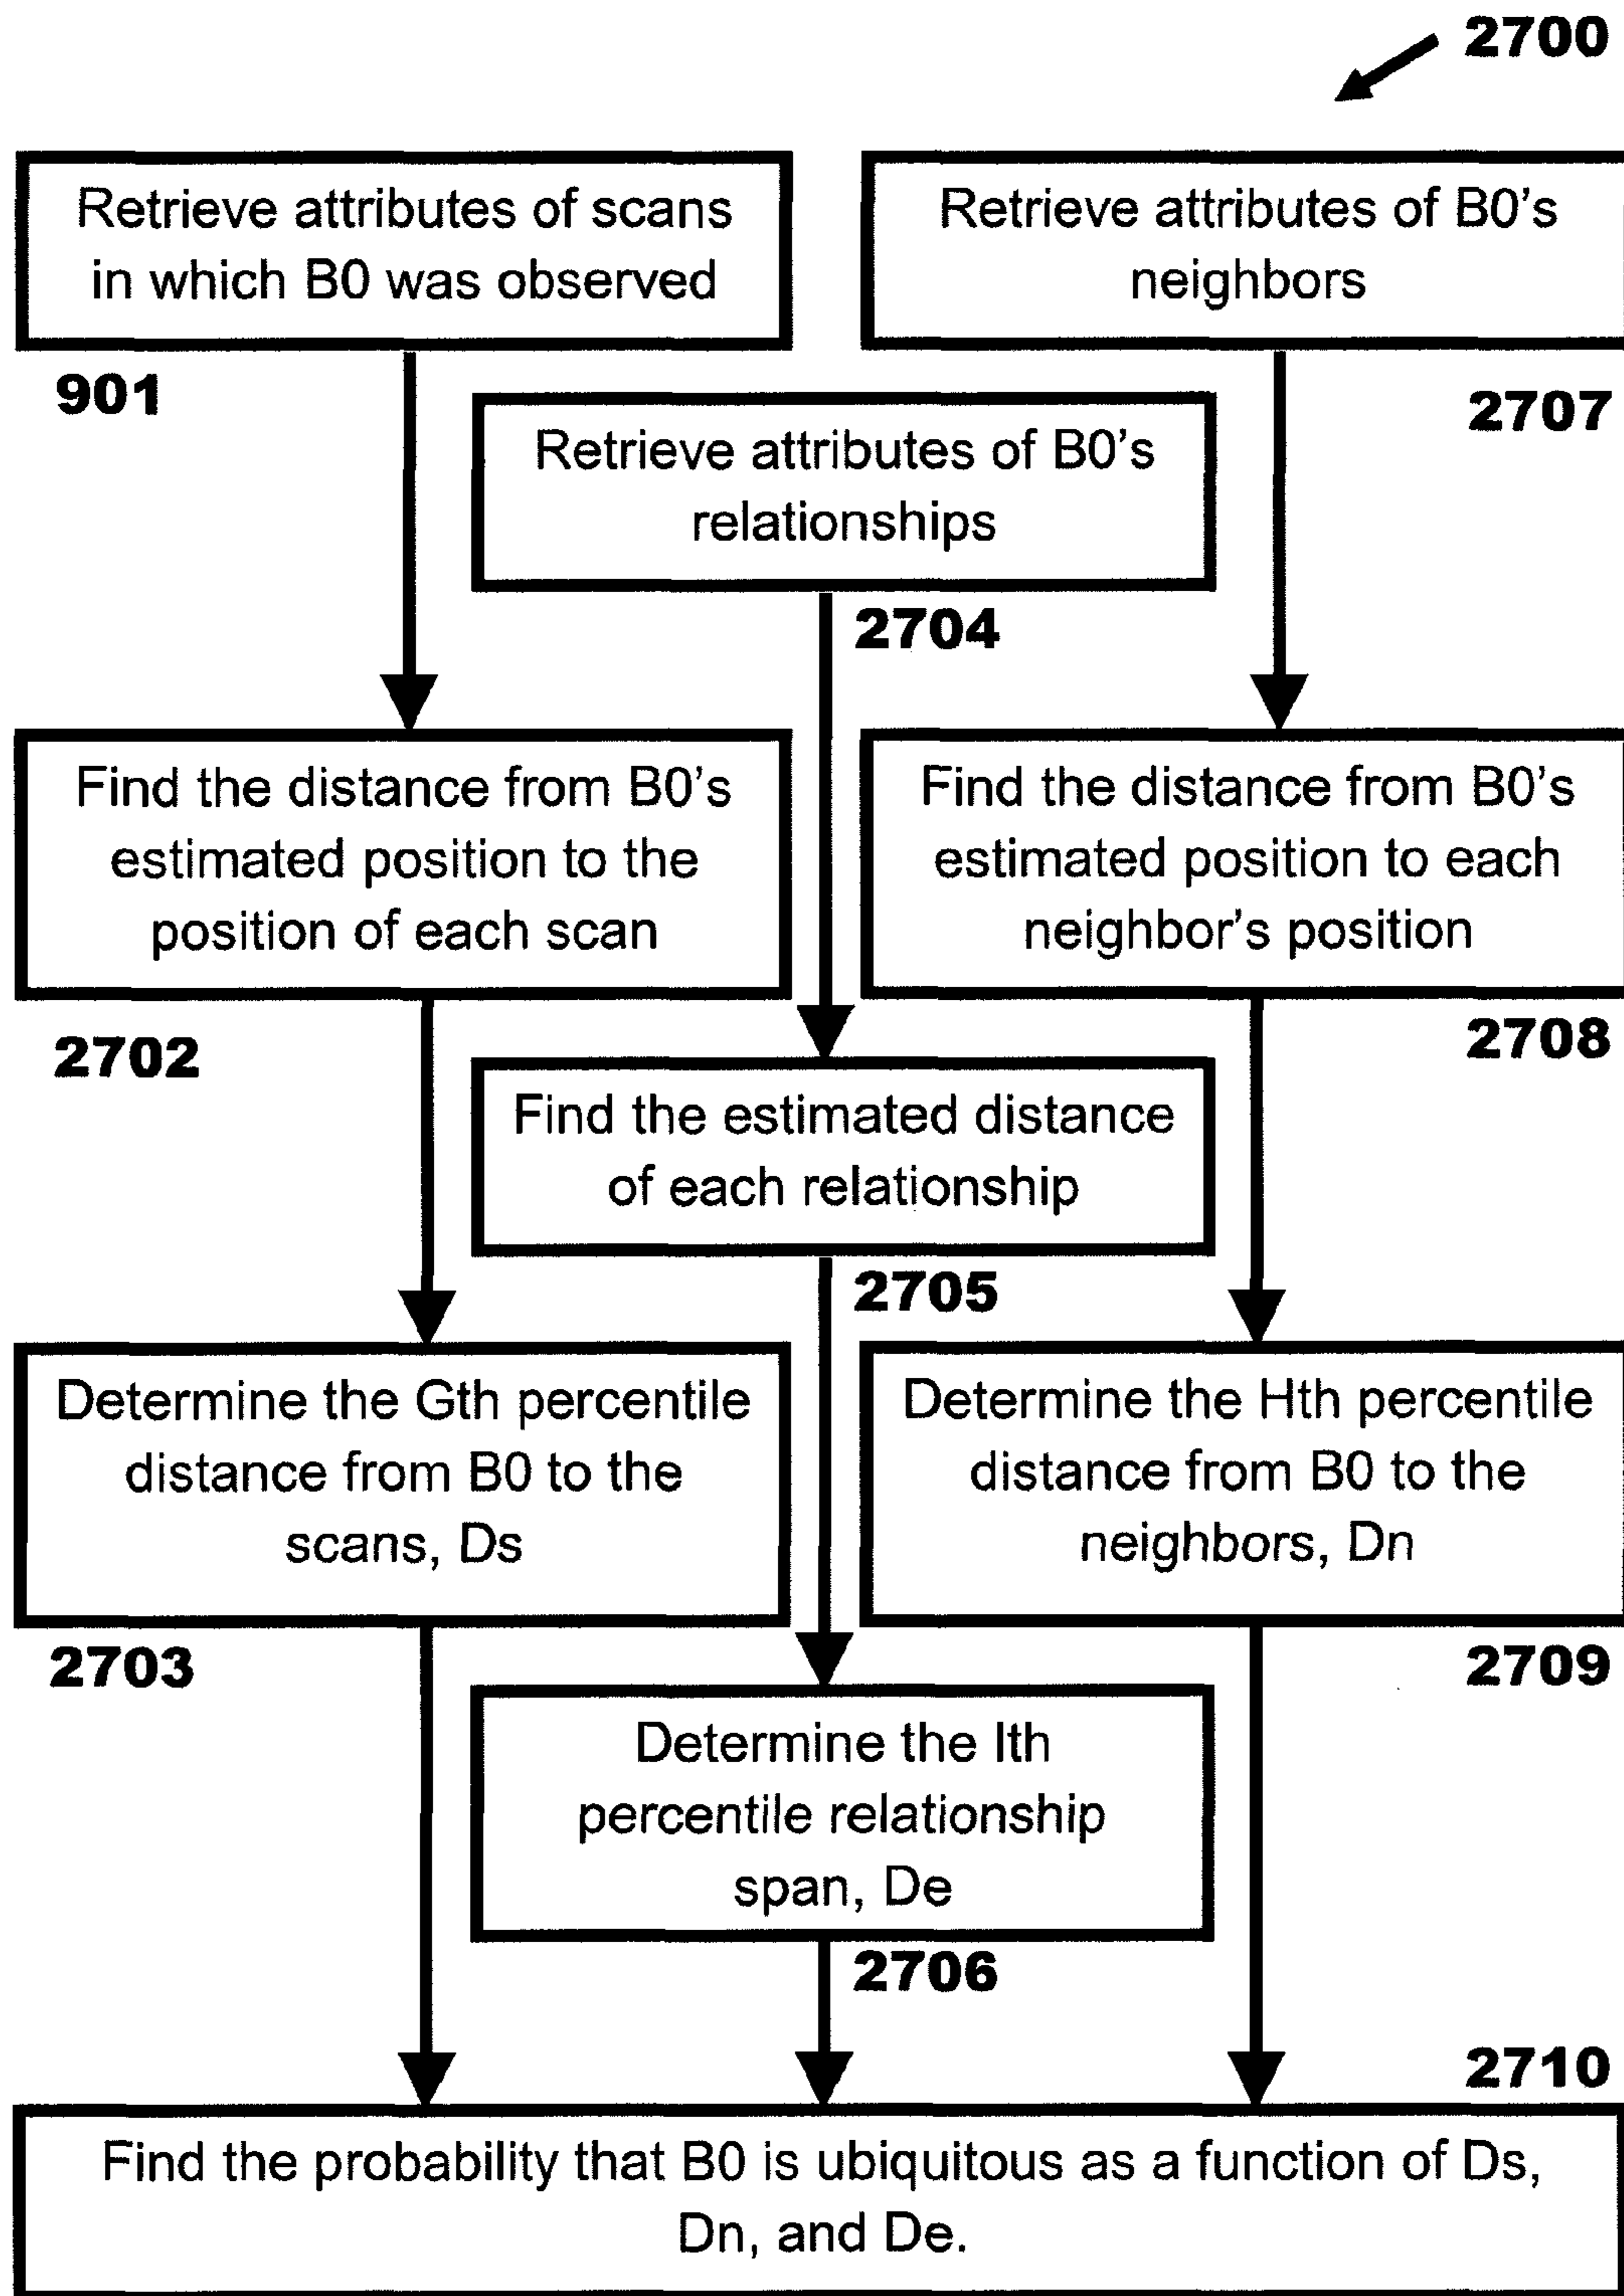 2700
Retrieve attributes of scans
in which B0 was observed
901
Retrieve attributes of B0's
neighbors
2707
Retrieve attributes of B0's
relationships
2704
Find the distance from B0's
estimated position to the
position of each scan
2702
Find the distance from B0's
estimated position to each
neighbor's position
2708
Find the estimated distance
of each relationship
2705
Determine the Gth percentile
distance from B0 to the
scans, Ds
2703
Determine the Hth percentile
distance from B0 to the
neighbors, Dn
2709
Determine the Ith
percentile relationship
span, De
2706
2710
Find the probability that B0 is ubiquitous as a function of Ds,
Dn, and De.